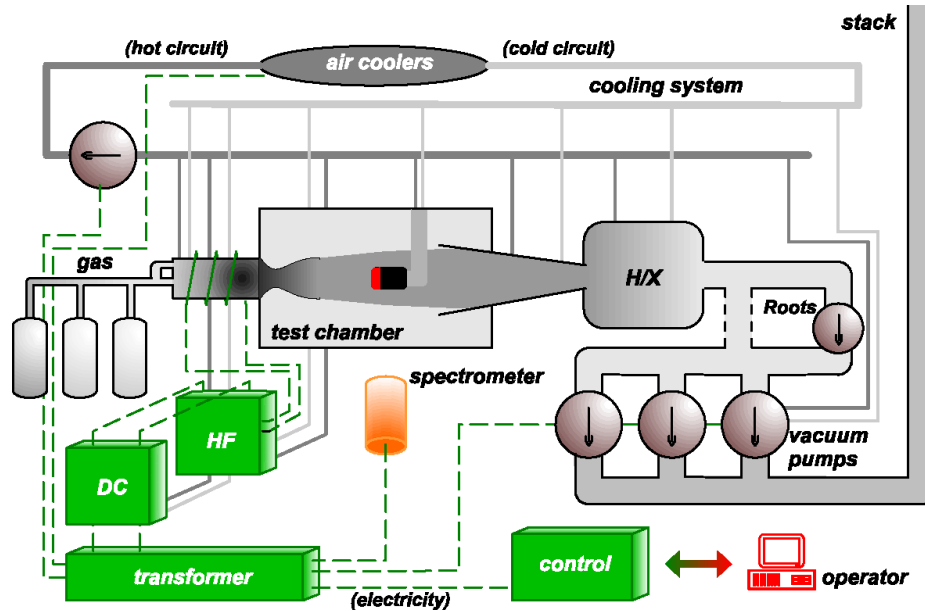 stack
(hot circuit)
(cold circuit)
air coolers
cooling system
gas
H/X
Roots
test chamber
spectrometer
HF
vacuum
pumps
DC
control
transformer
operator
(electricity)